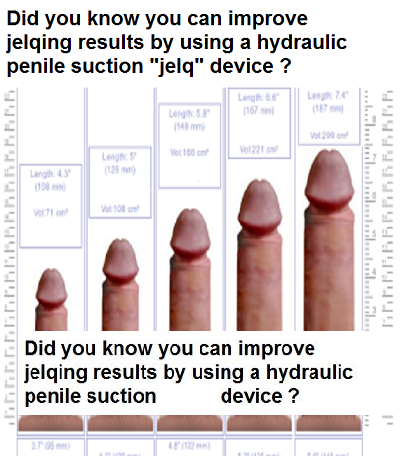 Did you know you can improve
jelqing results by using a hydraulic
penile suction "jelq" device ?
Length: 7.4"
(187 mm)
Vol:299 cm³
Length: 6.6"
(167 mm)
Vol:221 cm³
Length: 5.8"
(148 mm)
Vol:160 cm³
Length: 5"
(128 mm)
Vol:108 cm³
Length: 4.3"
(108 mm)
Vol:71 cm³
Did you know you can improve
jelqing results by using a hydraulic
penile suction device ?
3.7" (95 mm)
4.8" (122 mm)